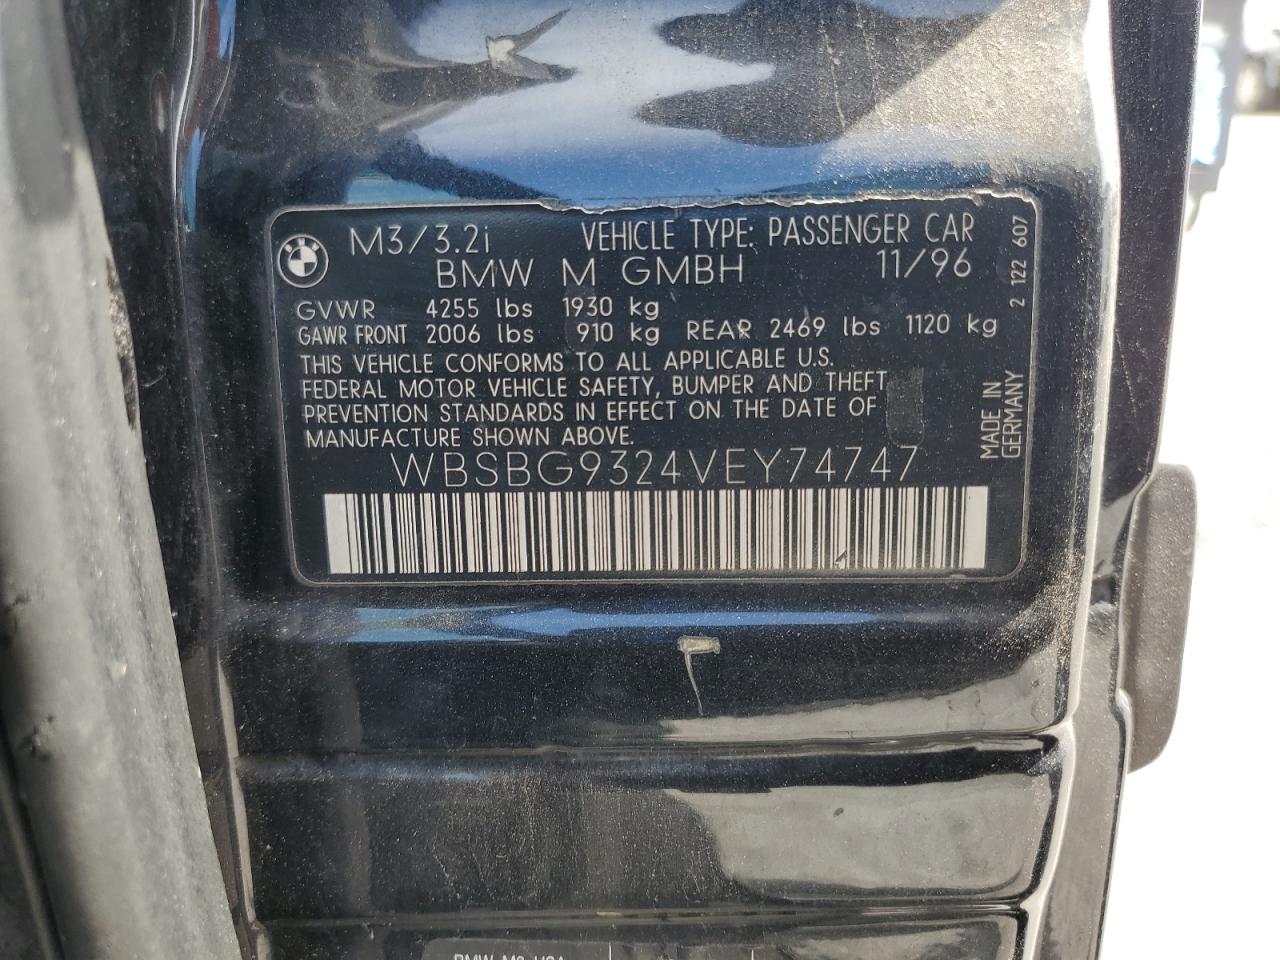 M3/3.2i VEHICLE TYPE: PASSENGER CAR
BMW M GMBH 11/96
GVWR 4255 lbs 1930 kg
GAWR FRONT 2006 lbs 910 kg REAR 2469 lbs 1120 kg
THIS VEHICLE CONFORMS TO ALL APPLICABLE U.S.
FEDERAL MOTOR VEHICLE SAFETY, BUMPER AND THEFT
PREVENTION STANDARDS IN EFFECT ON THE DATE OF
MANUFACTURE SHOWN ABOVE.
WBSBG9324VEY74747
2 122 607
MADE IN
GERMANY
BMW M3 USA